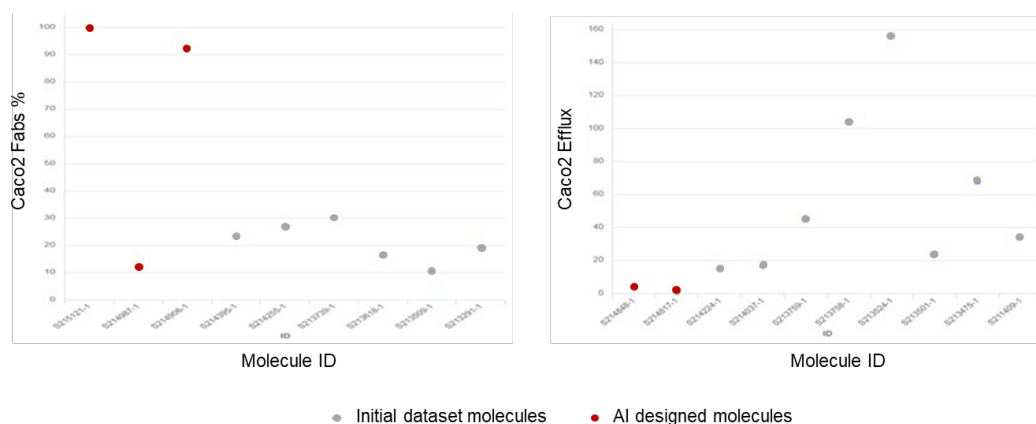 100
90
80
70
60
50
40
30
20
10
0
Caco2 Fabs %
S215121-1
S214987-1
S214906-1
S214395-1
S214255-1
S213739-1
S213618-1
S213509-1
S213291-1
ID
Molecule ID
160
140
120
100
80
60
40
20
0
Caco2 Efflux
S214848-1
S214817-1
S214224-1
S214037-1
S213759-1
S213758-1
S213524-1
S213501-1
S213475-1
S211409-1
ID
Molecule ID
Initial dataset molecules
AI designed molecules